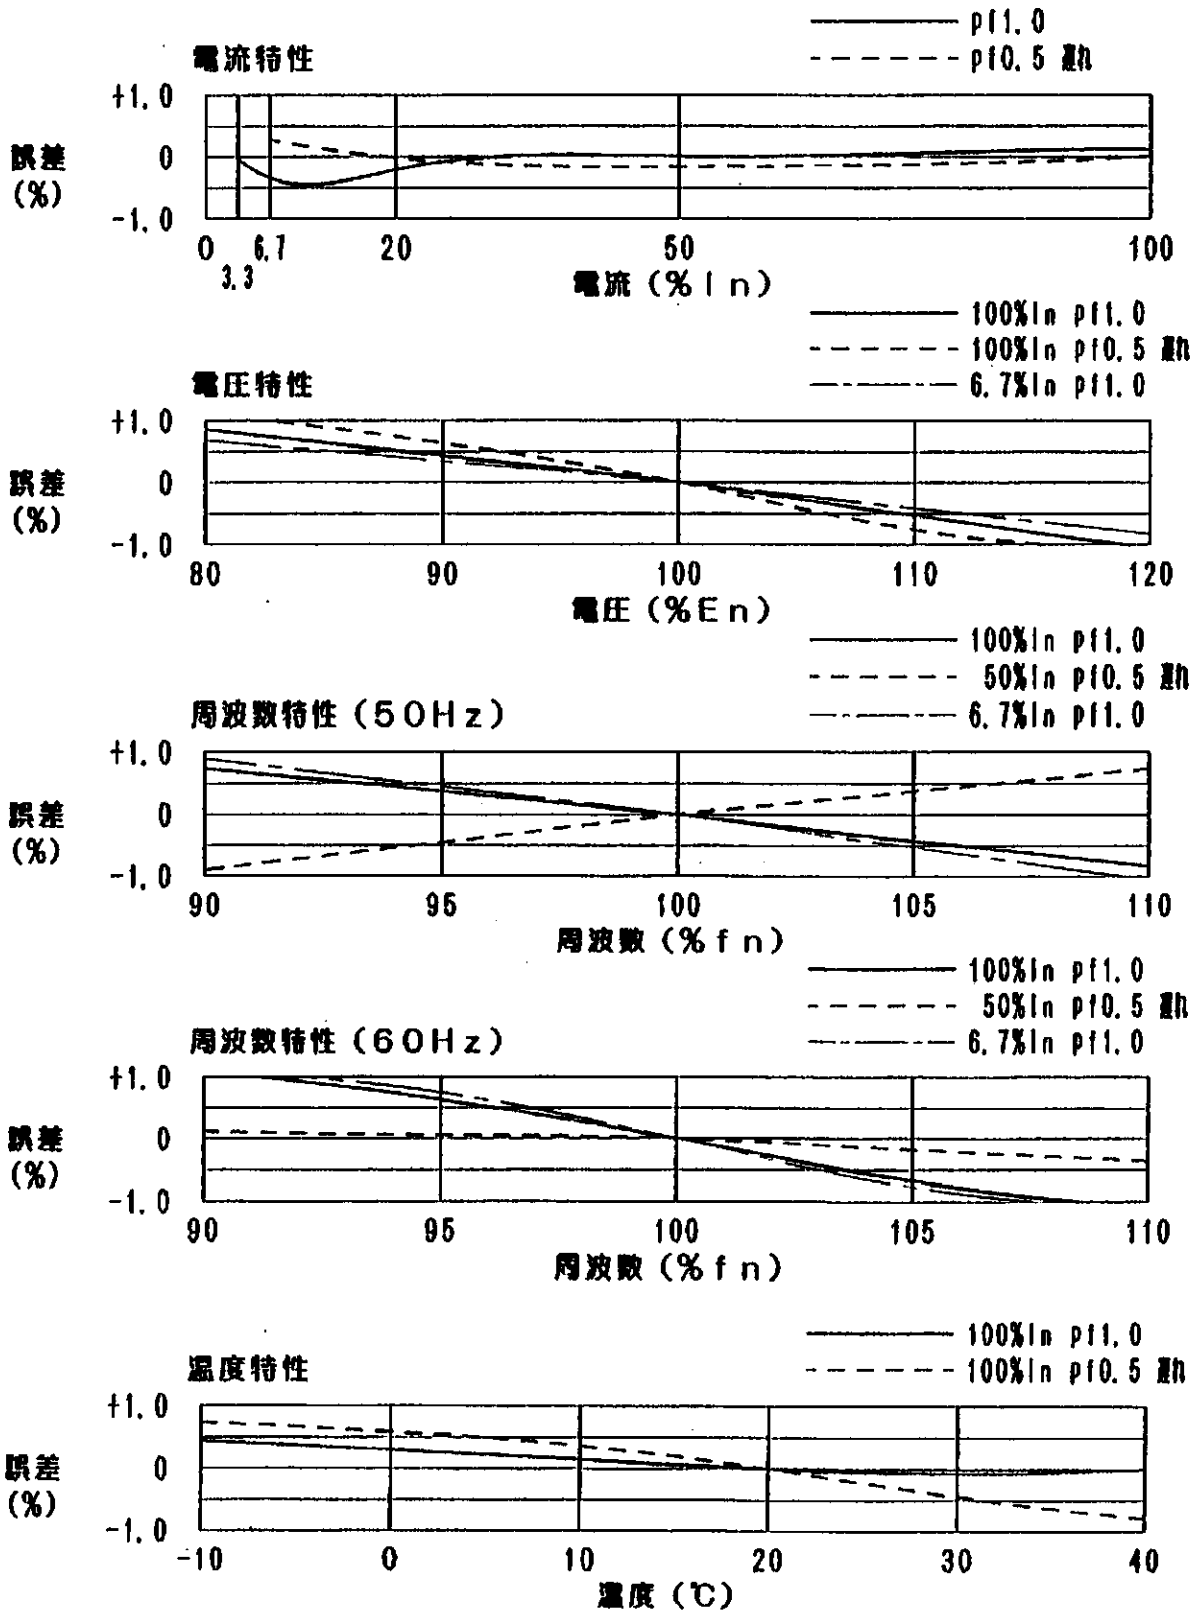 pf1.0
電流特性
pf0.5 遅れ
+1.0
誤差
(%)
0
-1.0
0 3.3 6.7 20 50 100
電流 (%In)
100%In pf1.0
100%In pf0.5 遅れ
電圧特性
6.7%In pf1.0
+1.0
誤差
(%)
0
-1.0
80 90 100 110 120
電圧 (%En)
100%In pf1.0
50%In pf0.5 遅れ
周波数特性 (50Hz)
6.7%In pf1.0
+1.0
誤差
(%)
0
-1.0
90 95 100 105 110
周波数 (%fn)
100%In pf1.0
50%In pf0.5 遅れ
周波数特性 (60Hz)
6.7%In pf1.0
+1.0
誤差
(%)
0
-1.0
90 95 100 105 110
周波数 (%fn)
100%In pf1.0
温度特性
100%In pf0.5 遅れ
+1.0
誤差
(%)
0
-1.0
-10 0 10 20 30 40
温度 (℃)